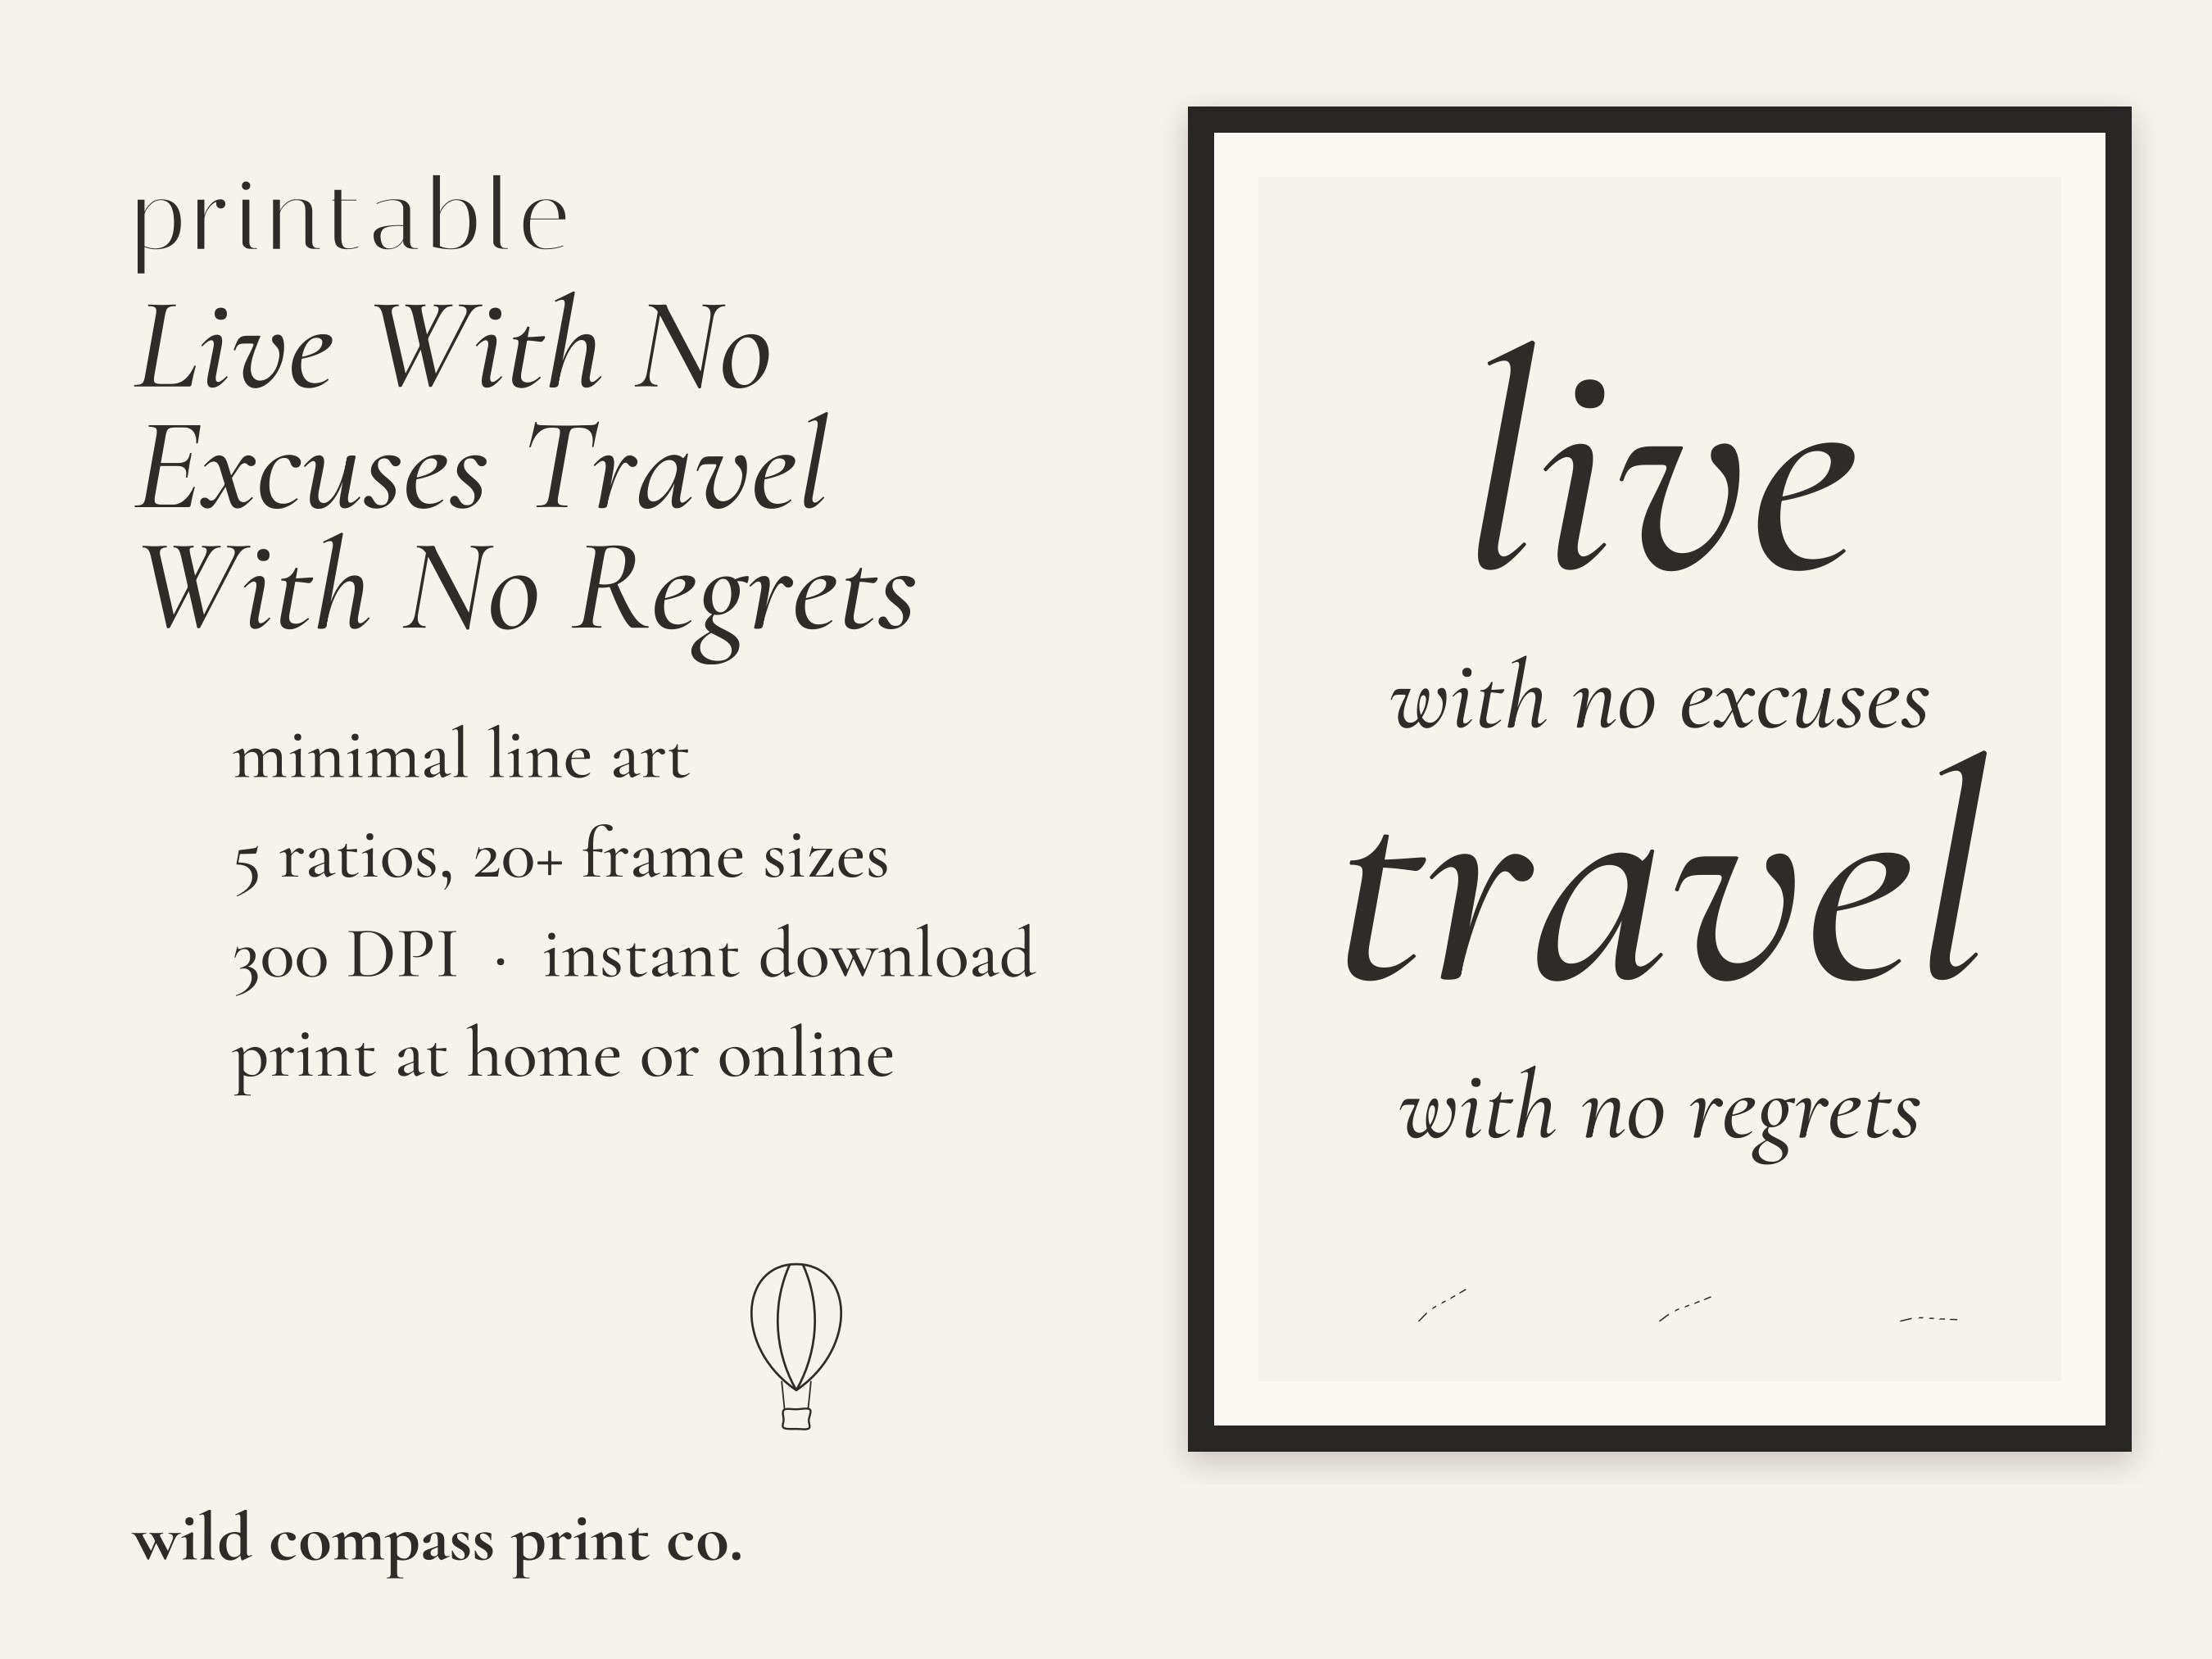 printable
Live With No
Excuses Travel
With No Regrets
minimal line art
5 ratios, 20+ frame sizes
300 DPI · instant download
print at home or online
wild compass print co.
live
with no excuses
travel
with no regrets